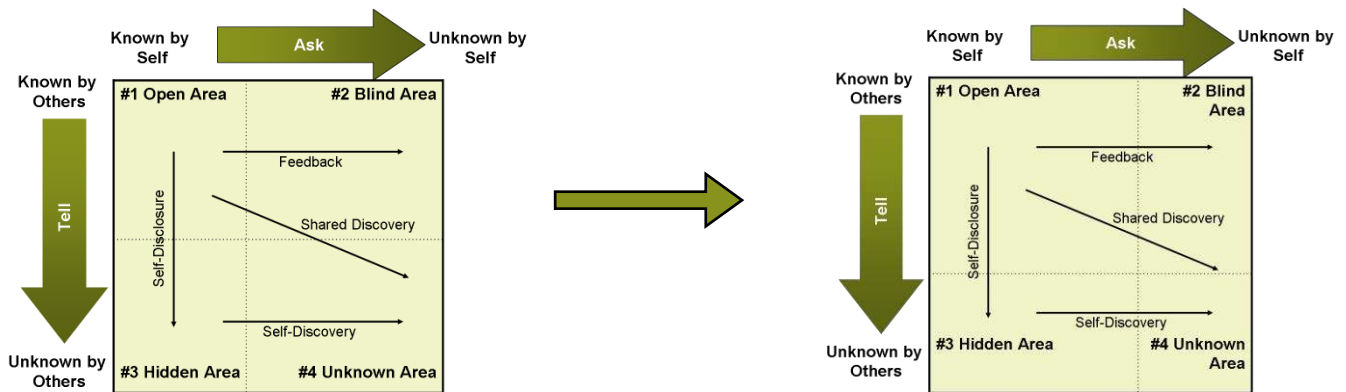 Known by
Self
Ask
Unknown by
Self
Known by
Others
Tell
Unknown by
Others
#1 Open Area
#2 Blind Area
Feedback
Self-Disclosure
Shared Discovery
Self-Discovery
#3 Hidden Area
#4 Unknown Area
Known by
Self
Ask
Unknown by
Self
Known by
Others
Tell
Unknown by
Others
#1 Open Area
#2 Blind
Area
Feedback
Self-Disclosure
Shared Discovery
Self-Discovery
#3 Hidden Area
#4 Unknown
Area